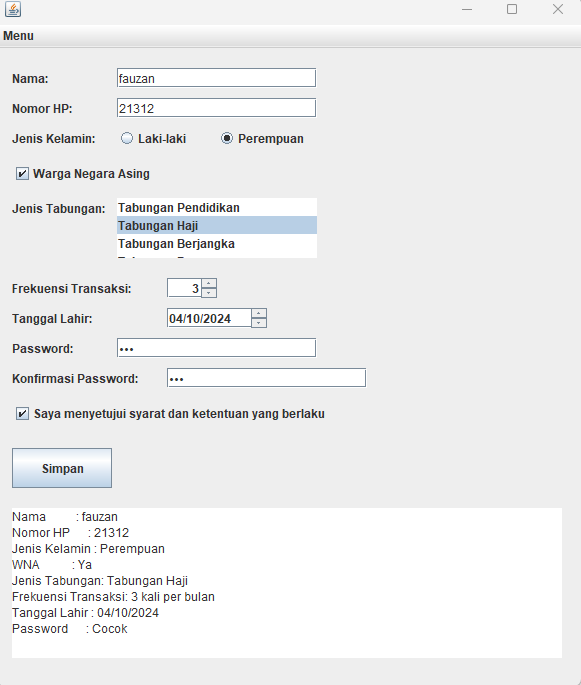 Menu
Nama: fauzan
Nomor HP: 21312
Jenis Kelamin: Laki-laki Perempuan
Warga Negara Asing
Jenis Tabungan: Tabungan Pendidikan
Tabungan Haji
Tabungan Berjangka
Frekuensi Transaksi: 3
Tanggal Lahir: 04/10/2024
Password: •••
Konfirmasi Password: •••
Saya menyetujui syarat dan ketentuan yang berlaku
Simpan
Nama : fauzan
Nomor HP : 21312
Jenis Kelamin : Perempuan
WNA : Ya
Jenis Tabungan: Tabungan Haji
Frekuensi Transaksi: 3 kali per bulan
Tanggal Lahir : 04/10/2024
Password : Cocok